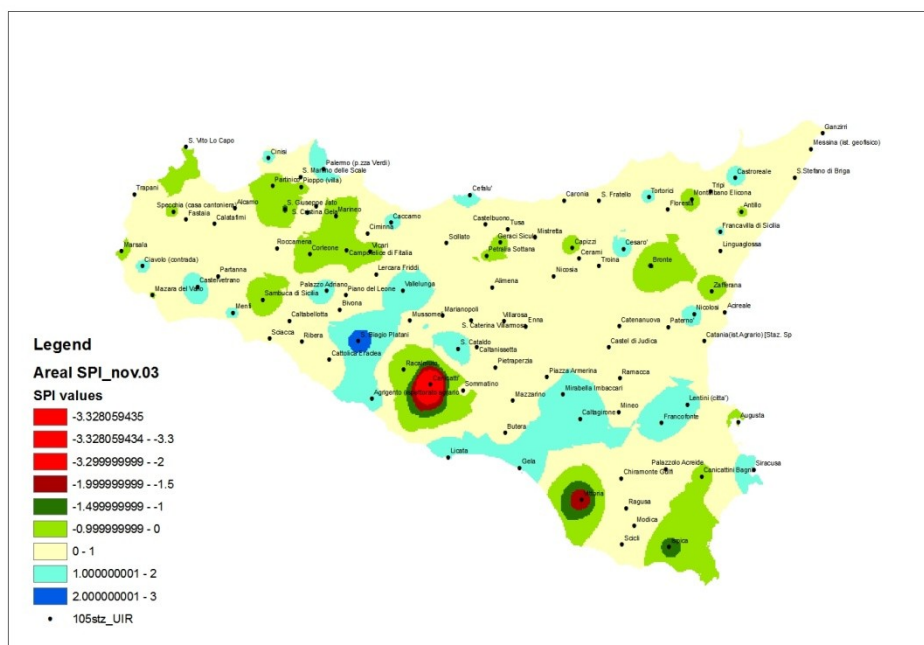 Ganzirri
Messina (ist. geofisico)
S. Vito Lo Capo
Cinisi
Palermo (p.zza Verdi)
S. Martino delle Scale
Castroreale
S.Stefano di Briga
Partinico
Pioppo (villa)
Tripi
Trapani
Cefalu'
Tortorici
Montalbano Elicona
Caronia
S. Fratello
Alcamo
S. Giuseppe Jato
Floresta
Specchia (casa cantoniera)
S. Cristina Gela
Marineo
Antillo
Fastaia
Calatafimi
Caccamo
Castelbuono
Tusa
Ciminna
Francavilla di Sicilia
Mistretta
Sollato
Geraci Siculo
Marsala
Roccamena
Vicari
Capizzi
Cesaro'
Linguaglossa
Corleone
Campofelice di Fitalia
Petralia Sottana
Cerami
Ciavolo (contrada)
Troina
Bronte
Partanna
Lercara Friddi
Nicosia
Castelvetrano
Palazzo Adriano
Vallelunga
Alimena
Zafferana
Mazara del Vallo
Piano del Leone
Sambuca di Sicilia
Menfi
Bivona
Nicolosi
Acireale
Caltabellotta
Mussomeli
Marianopoli
Villarosa
S. Caterina Villarmosa
Enna
Catenanuova
Paterno'
Sciacca
Ribera
S. Biagio Platani
Catania(ist.Agrario) [Staz. Sp
S. Cataldo
Caltanissetta
Castel di Judica
Cattolica Eraclea
Racalmuto
Pietraperzia
Canicatti'
Piazza Armerina
Ramacca
Agrigento
Sommatino
Mirabella Imbaccari
Mazzarino
Lentini (citta')
Caltagirone
Mineo
Francofonte
Augusta
Butera
Licata
Gela
Palazzolo Acreide
Siracusa
Chiramonte Gulfi
Canicattini Bagni
Vittoria
Ragusa
Modica
Scicli
Ispica
Legend
Areal SPI_nov.03
SPI values
-3.328059435
-3.328059434 - -3.3
-3.299999999 - -2
-1.999999999 - -1.5
-1.499999999 - -1
-0.999999999 - 0
0 - 1
1.000000001 - 2
2.000000001 - 3
105stz_UIR